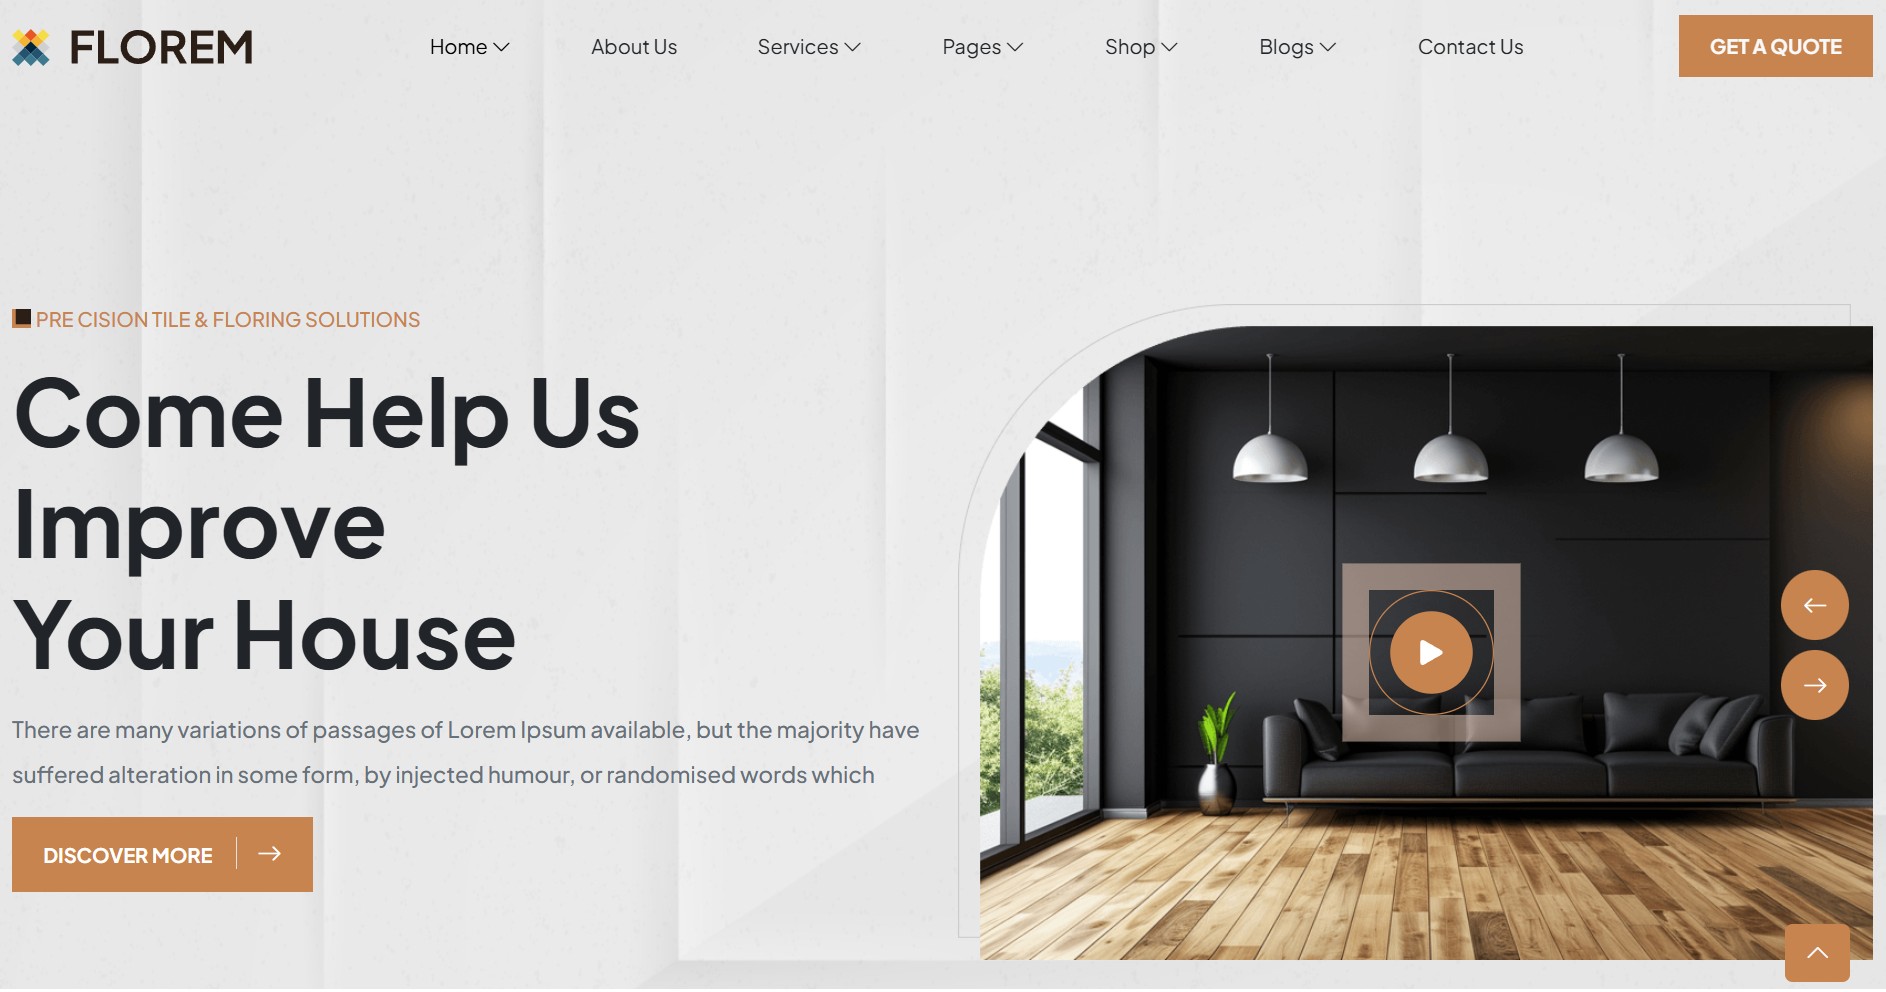 FLOREM
Home
About Us
Services
Pages
Shop
Blogs
Contact Us
GET A QUOTE
PRE CISION TILE & FLORING SOLUTIONS
Come Help Us
Improve
Your House
There are many variations of passages of Lorem Ipsum available, but the majority have
suffered alteration in some form, by injected humour, or randomised words which
DISCOVER MORE